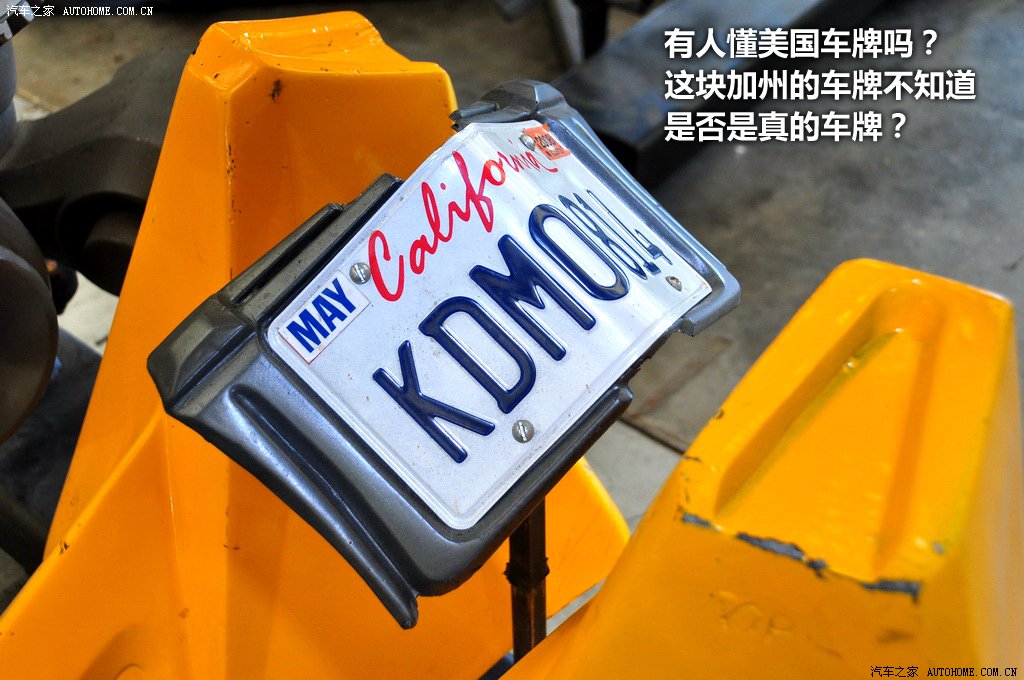 汽车之家 AUTOHOME.COM.CN
有人懂美国车牌吗？
这块加州的车牌不知道
是否是真的车牌？
California
MAY
KDMO
汽车之家 AUTOHOME.COM.CN